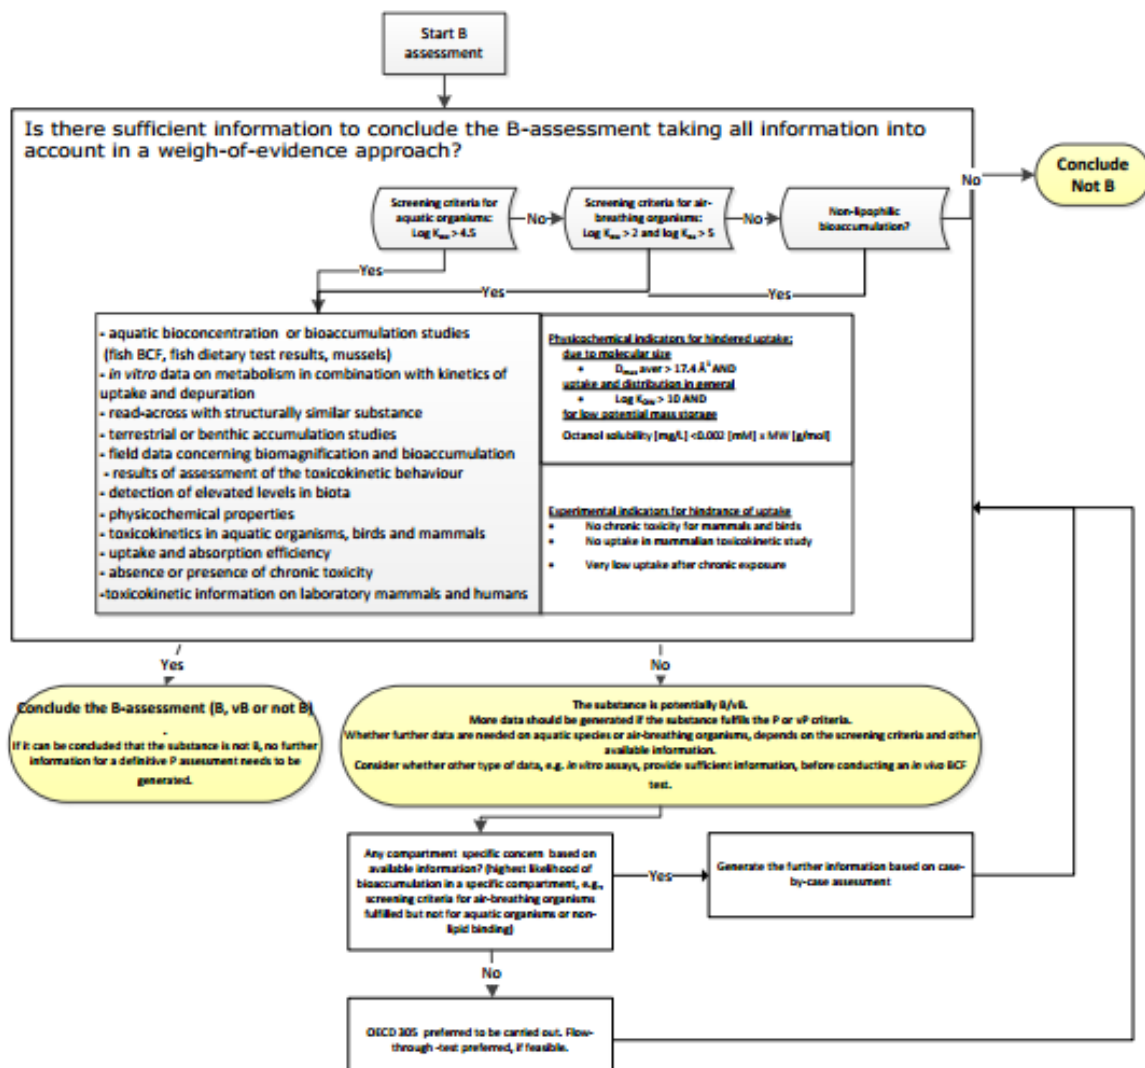 Start B
assessment
Is there sufficient information to conclude the B-assessment taking all information into
account in a weigh-of-evidence approach?
No
Conclude
Not B
Screening criteria for
aquatic organisms:
Log Kow > 4.5
No
Screening criteria for air-
breathing organisms:
Log Kow > 2 and log Koa > 5
No
Non-lipophilic
bioaccumulation?
Yes
Yes
Yes
- aquatic bioconcentration or bioaccumulation studies
(fish BCF, fish dietary test results, mussels)
- in vitro data on metabolism in combination with kinetics of
uptake and depuration
- read-across with structurally similar substance
- terrestrial or benthic accumulation studies
- field data concerning biomagnification and bioaccumulation
- results of assessment of the toxicokinetic behaviour
- detection of elevated levels in biota
- physicochemical properties
- toxicokinetics in aquatic organisms, birds and mammals
- uptake and absorption efficiency
- absence or presence of chronic toxicity
-toxicokinetic information on laboratory mammals and humans
Physicochemical indicators for hindered uptake:
due to molecular size
• Dmax aver > 17.4 Å AND
uptake and distribution in general
• Log KOW > 10 AND
for low potential mass storage
Octanol solubility [mg/L] <0.002 [mM] x MW [g/mol]
Experimental indicators for hindrance of uptake
• No chronic toxicity for mammals and birds
• No uptake in mammalian toxicokinetic study
• Very low uptake after chronic exposure
Yes
No
Conclude the B-assessment (B, vB or not B)
.
If it can be concluded that the substance is not B, no further
information for a definitive P assessment needs to be
generated.
The substance is potentially B/vB.
More data should be generated if the substance fulfills the P or vP criteria.
Whether further data are needed on aquatic species or air-breathing organisms, depends on the screening criteria and other
available information.
Consider whether other type of data, e.g. in vitro assays, provide sufficient information, before conducting an in vivo BCF
test.
Any compartment specific concern based on
available information? (highest likelihood of
bioaccumulation in a specific compartment, e.g.,
screening criteria for air-breathing organisms
fulfilled but not for aquatic organisms or non-
lipid binding)
Yes
Generate the further information based on case-
by-case assessment
No
OECD 305 preferred to be carried out. Flow-
through -test preferred, if feasible.